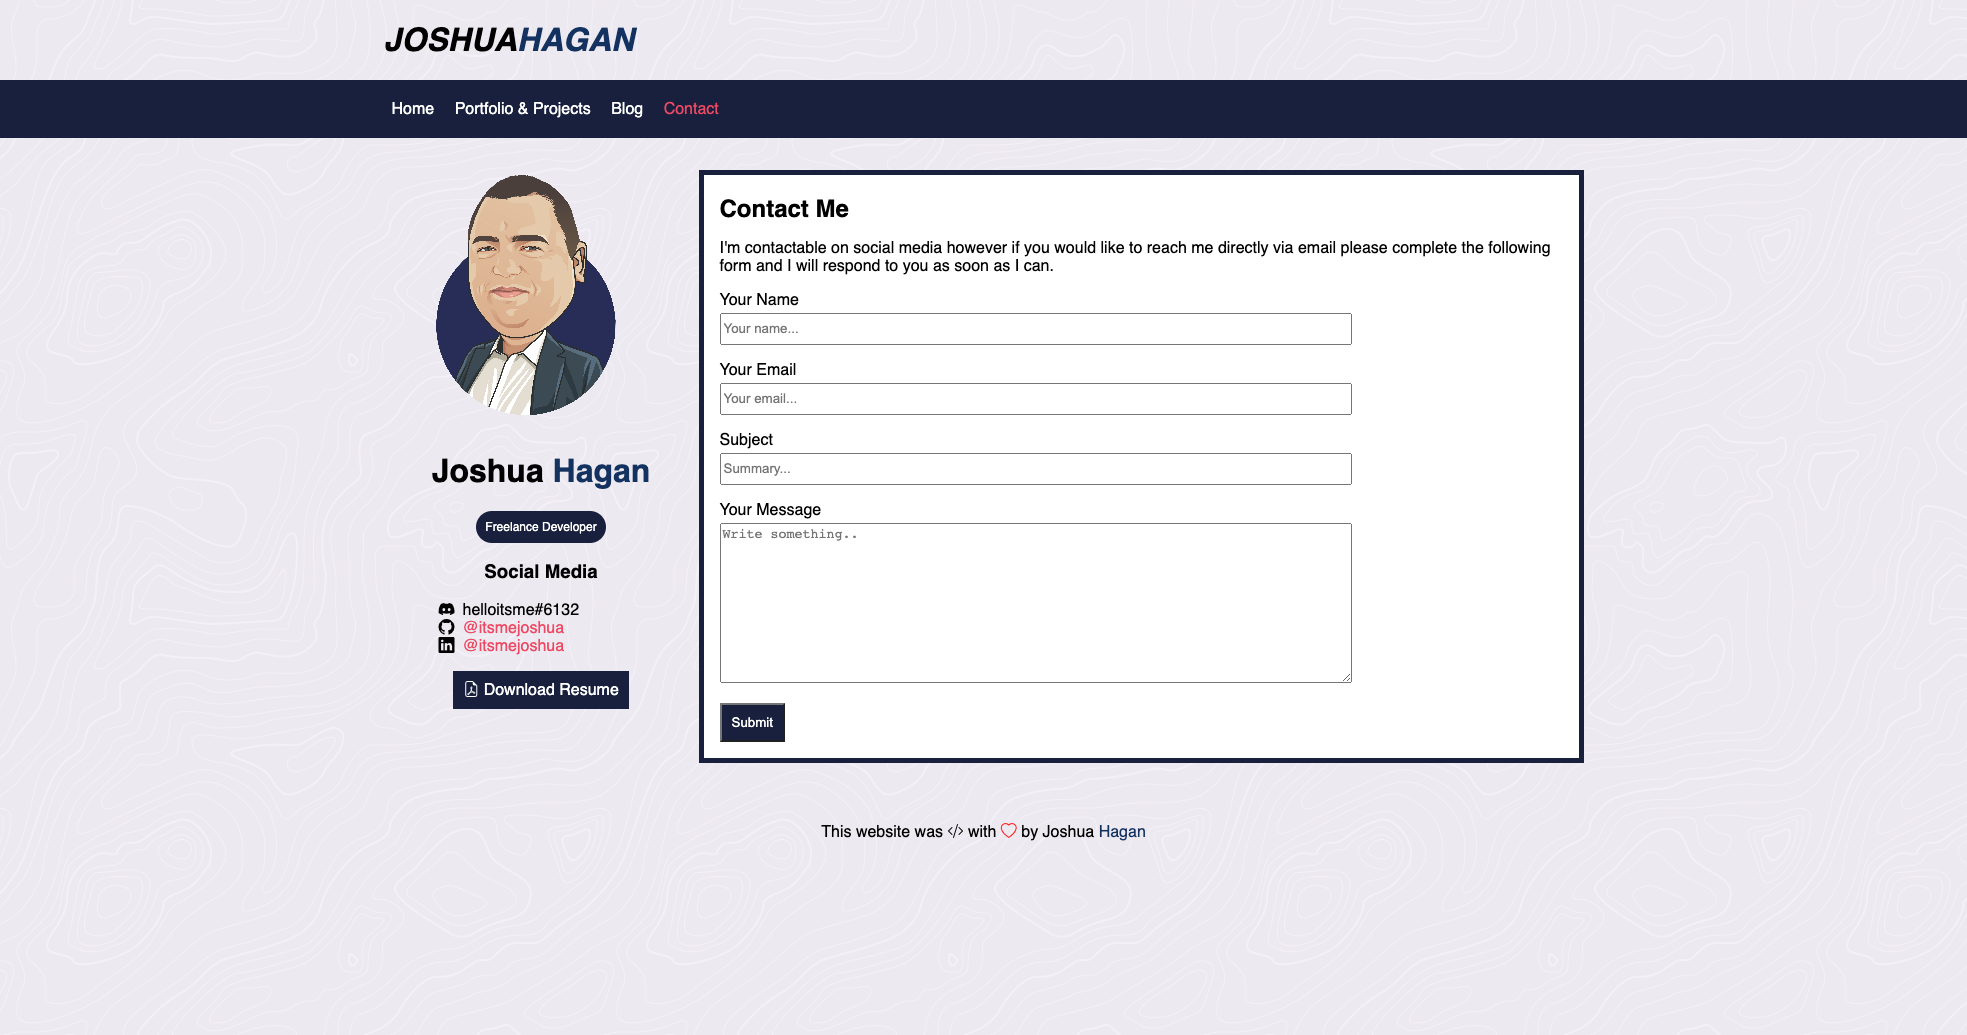 JOSHUAHAGAN
Home Portfolio & Projects Blog Contact
Joshua Hagan
Freelance Developer
Social Media
helloitsme#6132
@itsmejoshua
in @itsmejoshua
Download Resume
Contact Me
I'm contactable on social media however if you would like to reach me directly via email please complete the following
form and I will respond to you as soon as I can.
Your Name
Your name...
Your Email
Your email...
Subject
Summary...
Your Message
Write something..
Submit
This website was </> with by Joshua Hagan